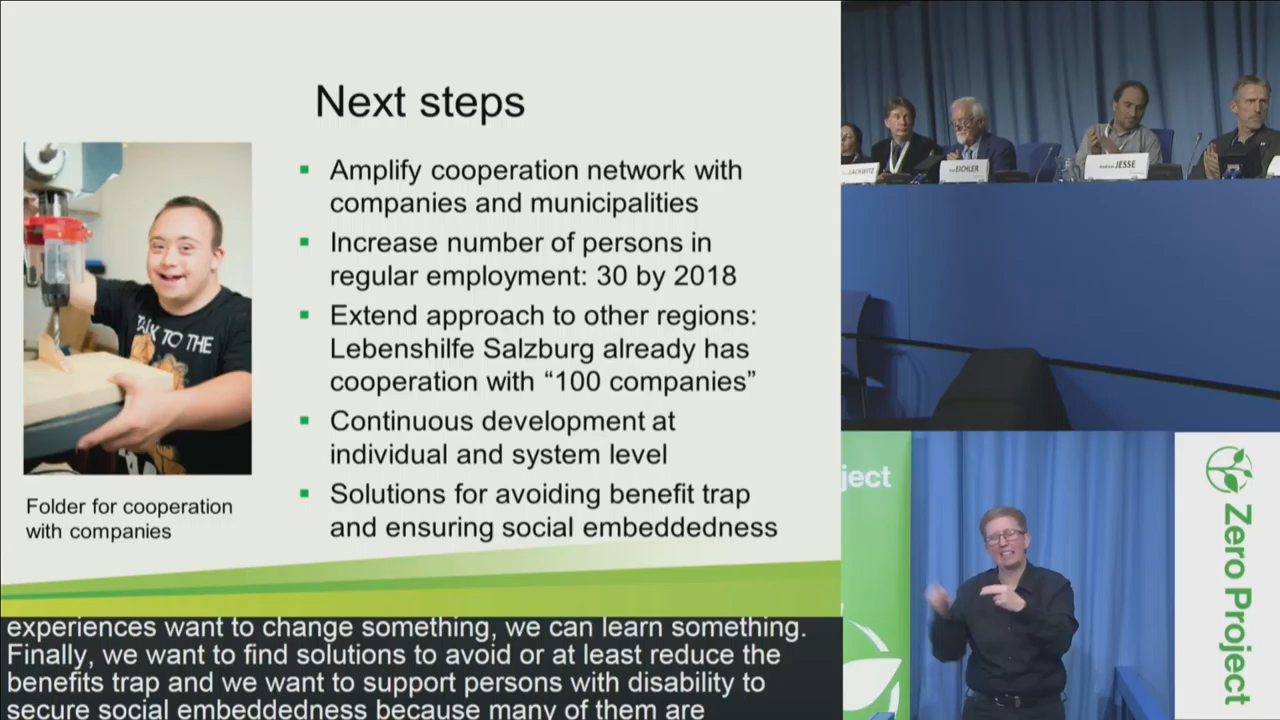 Next steps
Amplify cooperation network with
companies and municipalities
Increase number of persons in
regular employment: 30 by 2018
Extend approach to other regions:
Lebenshilfe Salzburg already has
cooperation with “100 companies”
Continuous development at
individual and system level
Solutions for avoiding benefit trap
and ensuring social embeddedness
TALK TO THE
Folder for cooperation
with companies
experiences want to change something, we can learn something.
Finally, we want to find solutions to avoid or at least reduce the
benefits trap and we want to support persons with disability to
secure social embeddedness because many of them are
LACHWITZ
EICHLER
Andreas JESSE
ject
Zero Project